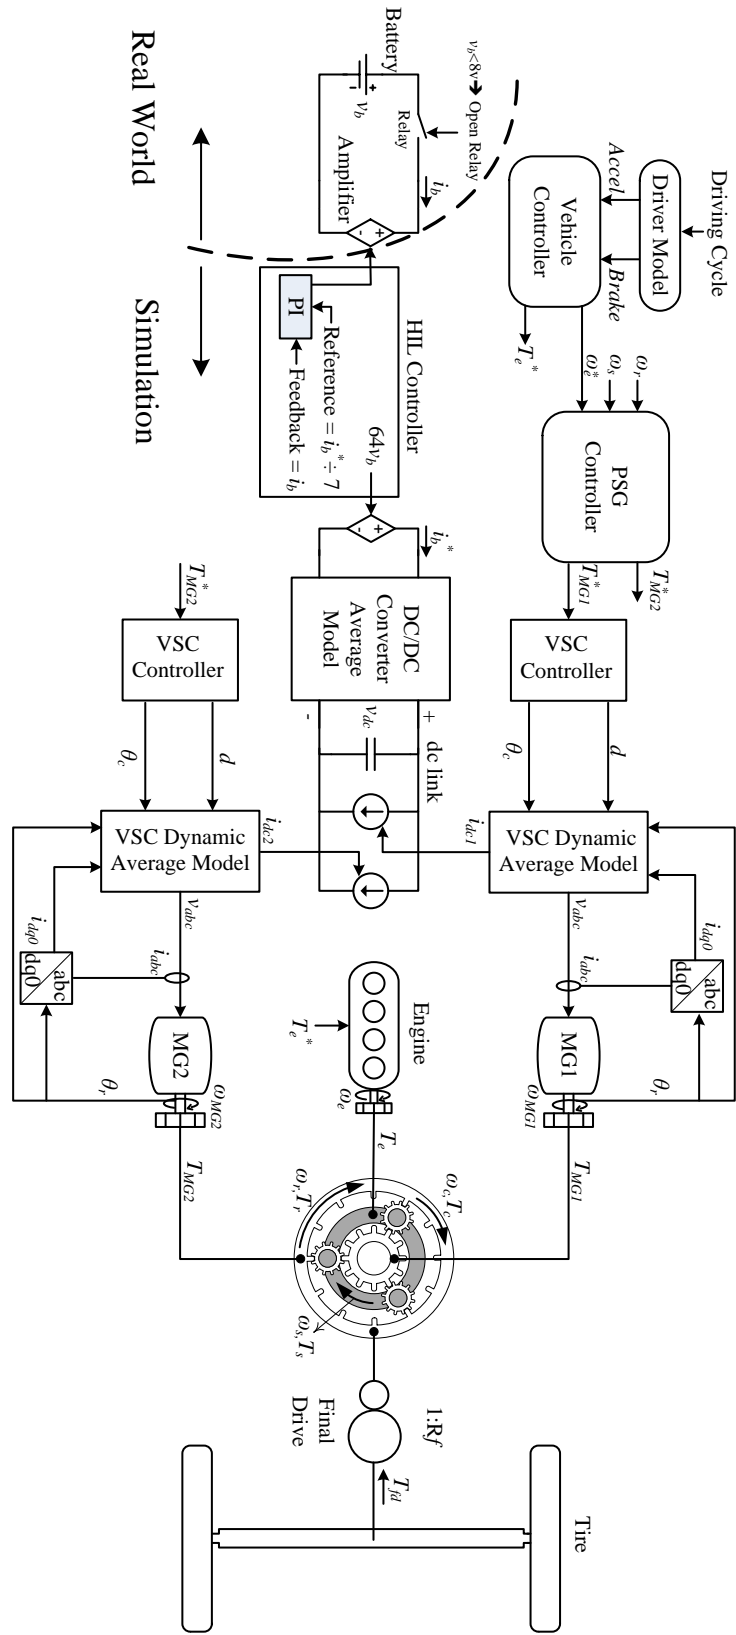 Driving Cycle
Driver Model
Accel
Brake
Vehicle
Controller
T_e^*
ω_r
ω_s
ω_e^*
PSG
Controller
T_MG2^*
T_MG1^*
VSC
Controller
d
θ_c
VSC Dynamic
Average Model
i_dc1
v_abc
i_abc
i_dq0
abc
dq0
θ_r
MG1
ω_MG1
T_MG1
v_b<8v➔ Open Relay
Battery
Relay
+
-
v_b
i_b
Amplifier
+
-
HIL Controller
64v_b
Reference = i_b^* ÷ 7
Feedback = i_b
PI
+
-
i_b^*
DC/DC
Converter
Average
Model
+
v_dc
-
dc link
Engine
T_e^*
ω_e
T_e
ω_c,T_c
ω_r,T_r
ω_s,T_s
1:Rf
Final
Drive
T_fd
Tire
Real World
Simulation
T_MG2^*
VSC
Controller
d
θ_c
VSC Dynamic
Average Model
i_dc2
v_abc
i_abc
i_dq0
abc
dq0
θ_r
MG2
ω_MG2
T_MG2